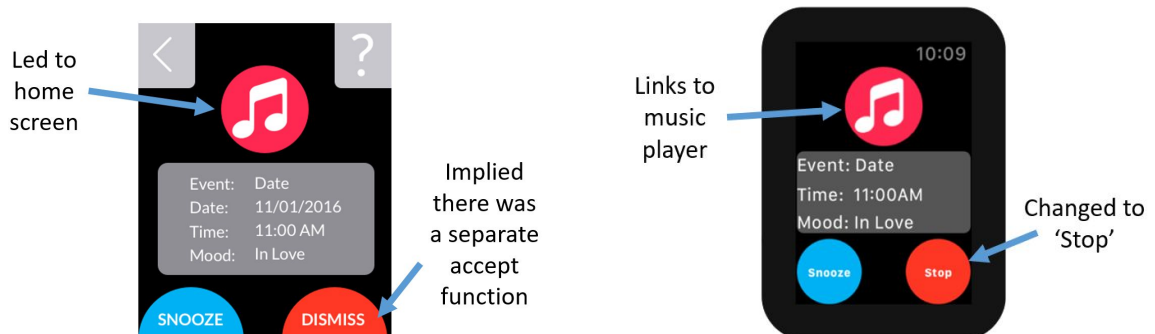 Led to
home
screen
?
Event: Date
Date: 11/01/2016
Time: 11:00 AM
Mood: In Love
SNOOZE
DISMISS
Implied
there was
a separate
accept
function
Links to
music
player
10:09
Event: Date
Time: 11:00AM
Mood: In Love
Snooze
Stop
Changed to
‘Stop’